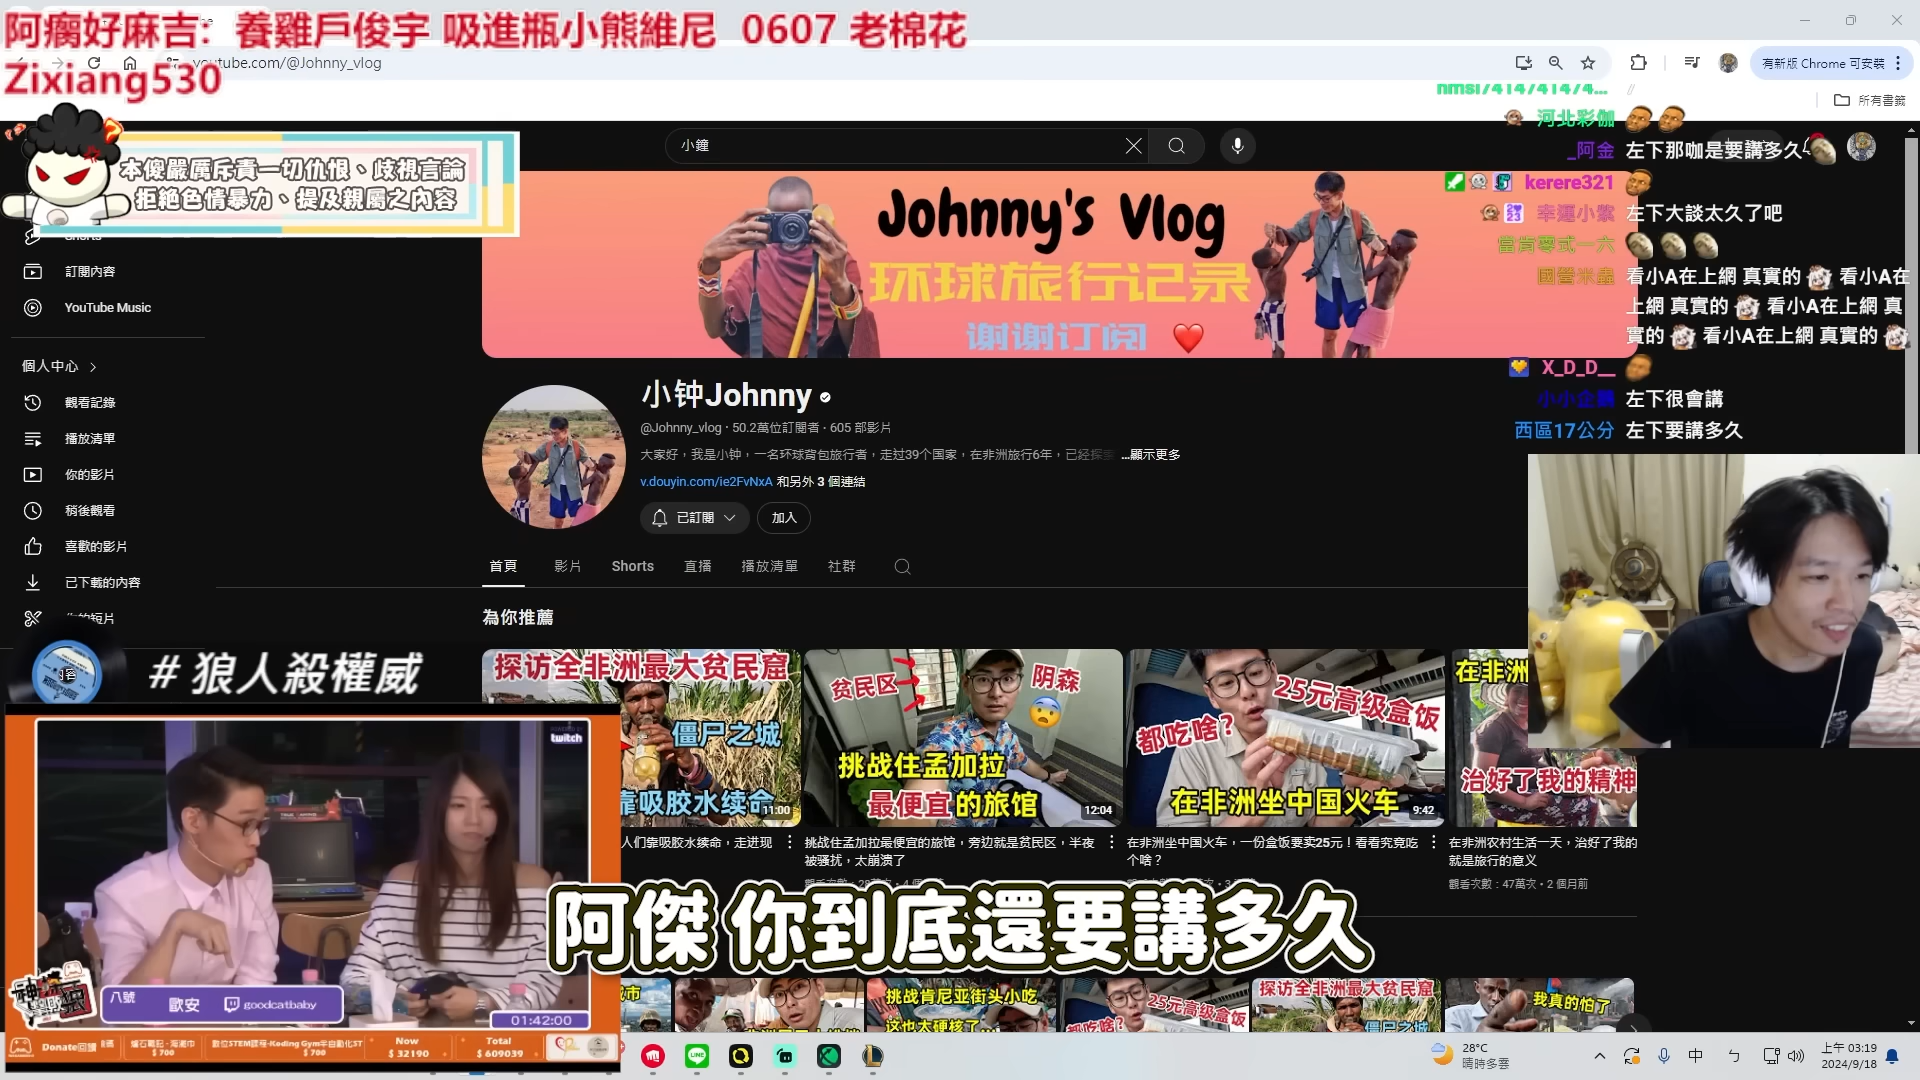 阿瘸好麻吉: 養雞戶俊宇 吸進瓶小熊維尼 0607 老棉花
Zixiang530
youtube.com/@Johnny_vlog
有新版 Chrome 可安裝
所有書籤
本傻嚴厲斥責一切仇恨、歧視言論
拒絕色情暴力、提及親屬之內容
小鐘
訂閱內容
YouTube Music
個人中心
觀看記錄
播放清單
你的影片
稍後觀看
喜歡的影片
已下載的內容
Johnny's Vlog
环球旅行记录
谢谢订阅
小钟Johnny
@Johnny_vlog · 50.2萬位訂閱者 · 605 部影片
大家好，我是小钟，一名环球背包旅行者，走过39个国家，在非洲旅行6年，已经探索 ...顯示更多
v.douyin.com/ie2FvNxA 和另外 3 個連結
已訂閱
加入
首頁 影片 Shorts 直播 播放清單 社群
為你推薦
河北彩伽
_阿金 左下那咖是要講多久
kerere321
幸運小紫 左下大談太久了吧
當肯零式一六
國營米蟲 看小A在上網 真實的 看小A在
上網 真實的 看小A在上網 真
實的 看小A在上網 真實的
X_D_D__
小小企鵝 左下很會講
西區17公分 左下要講多久
#狼人殺權威
探访全非洲最大贫民窟
僵尸之城
靠吸胶水续命
11:00
人们靠吸胶水续命，走进现
贫民区
阴森
挑战住孟加拉
最便宜的旅馆
12:04
挑战住孟加拉最便宜的旅馆，旁边就是贫民区，半夜
被骚扰，太崩溃了
都吃啥?
25元高级盒饭
在非洲坐中国火车
9:42
在非洲坐中国火车，一份盒饭要卖25元！看看究竟吃
个啥？
在非洲
治好了我的精神
在非洲农村生活一天，治好了我的
就是旅行的意义
觀看次數：47萬次 • 2 個月前
twitch
八號
歐安
goodcatbaby
01:42:00
Donate回饋
$ 700
$ 700
Now
$ 32190
Total
$ 609039
阿傑 你到底還要講多久
挑战肯尼亚街头小吃
这也太硬核了
25元高级盒饭
探访全非洲最大贫民窟
僵尸之城
我真的怕了
28°C
晴時多雲
中
ㄅ
上午 03:19
2024/9/18